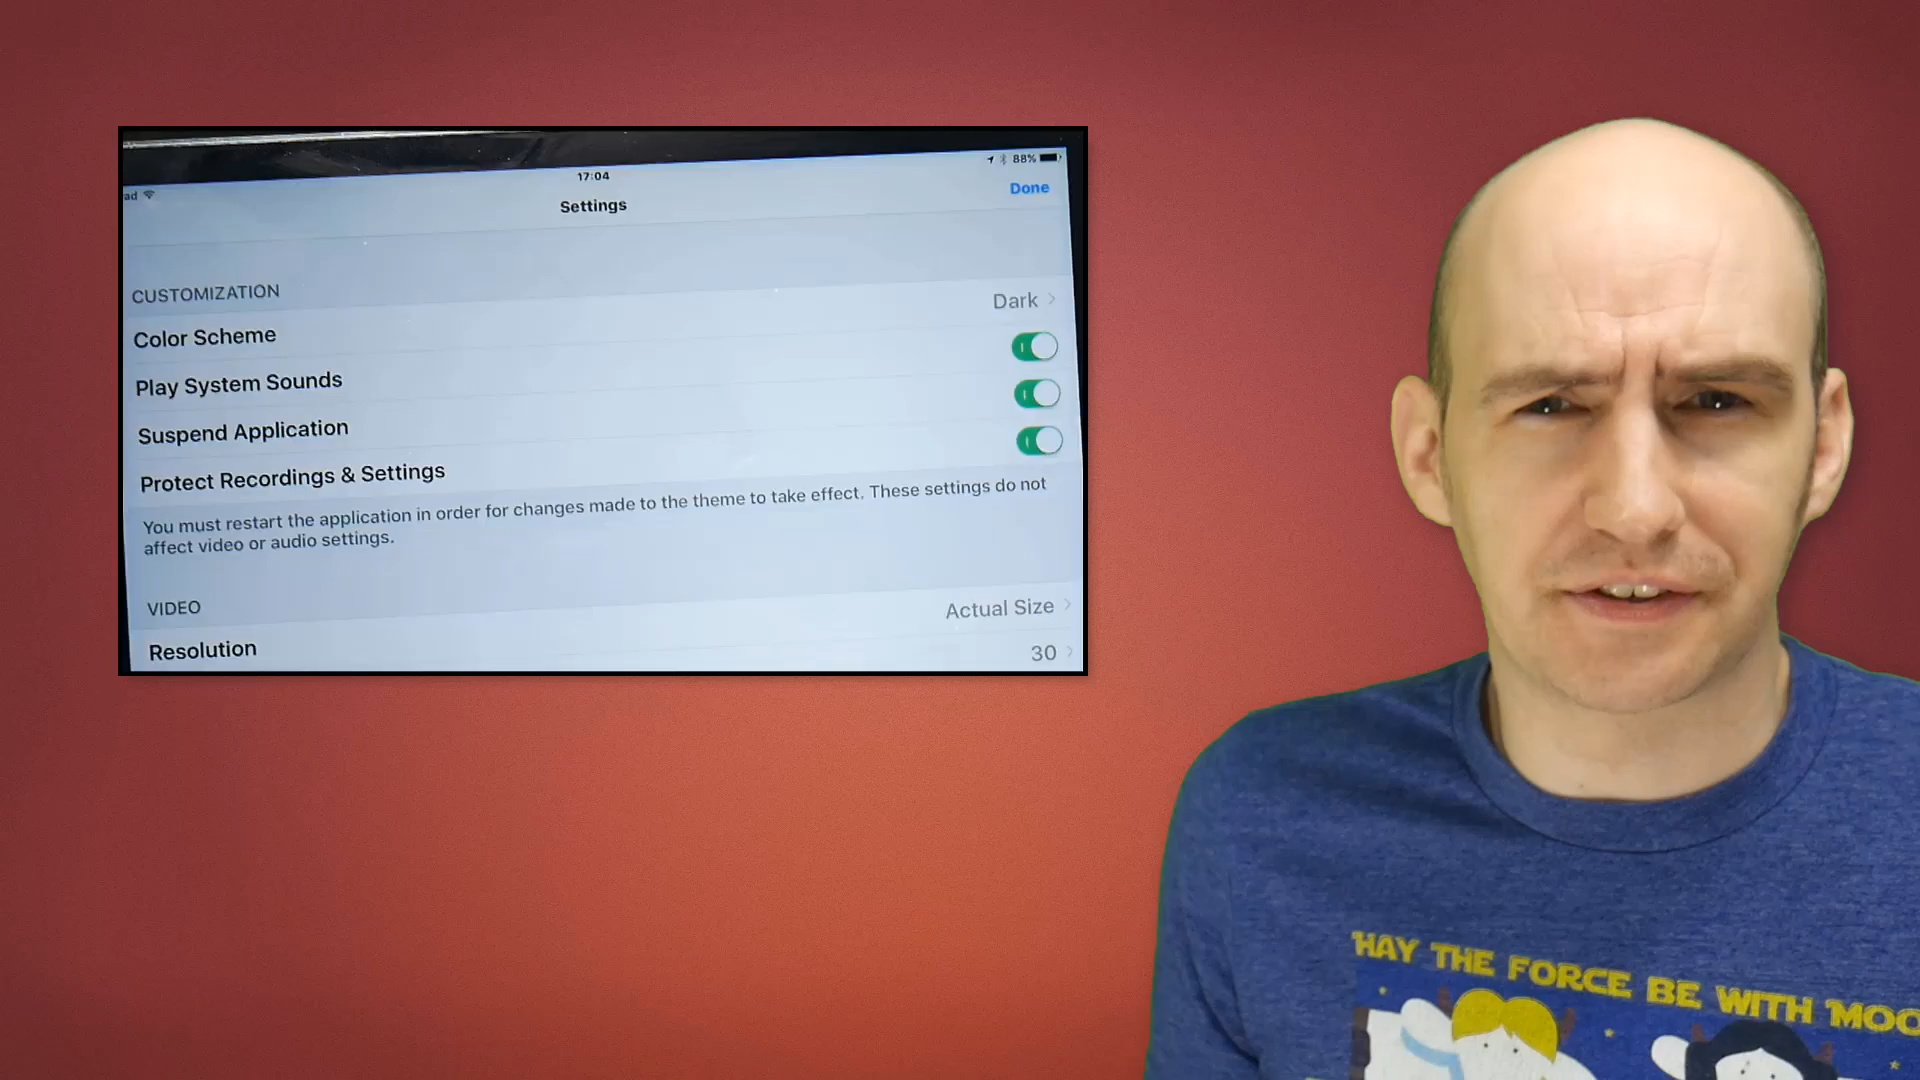 17:04
88%
ad
Settings
Done
CUSTOMIZATION
Color Scheme
Dark
Play System Sounds
Suspend Application
Protect Recordings & Settings
You must restart the application in order for changes made to the theme to take effect. These settings do not
affect video or audio settings.
VIDEO
Resolution
Actual Size
30
HAY THE FORCE BE WITH MOO